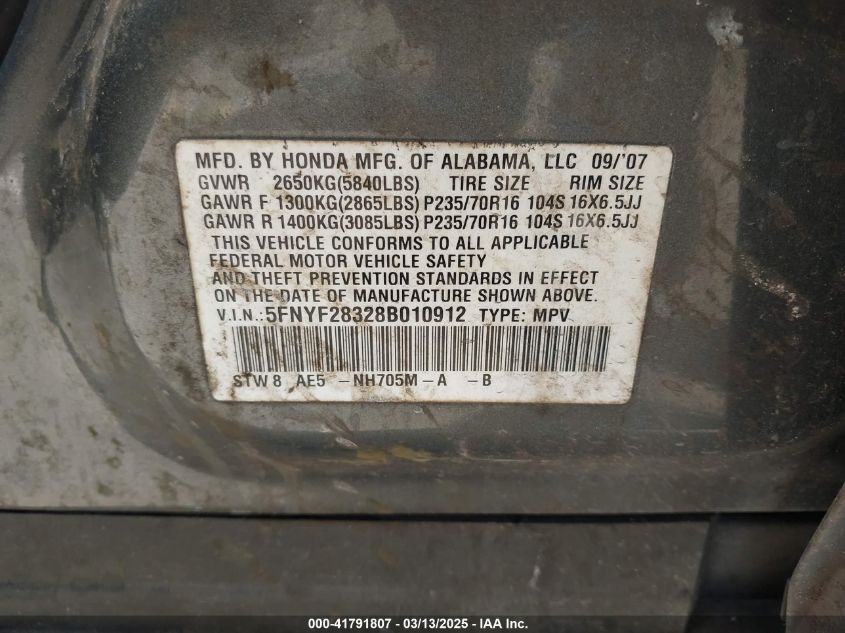 MFD. BY HONDA MFG. OF ALABAMA, LLC 09/'07
GVWR 2650KG(5840LBS) TIRE SIZE RIM SIZE
GAWR F 1300KG(2865LBS) P235/70R16 104S 16X6.5JJ
GAWR R 1400KG(3085LBS) P235/70R16 104S 16X6.5JJ
THIS VEHICLE CONFORMS TO ALL APPLICABLE
FEDERAL MOTOR VEHICLE SAFETY
AND THEFT PREVENTION STANDARDS IN EFFECT
ON THE DATE OF MANUFACTURE SHOWN ABOVE.
V.I.N.:5FNYF28328B010912 TYPE: MPV
STW8 AE5 -NH705M-A -B
000-41791807 - 03/13/2025 - IAA Inc.